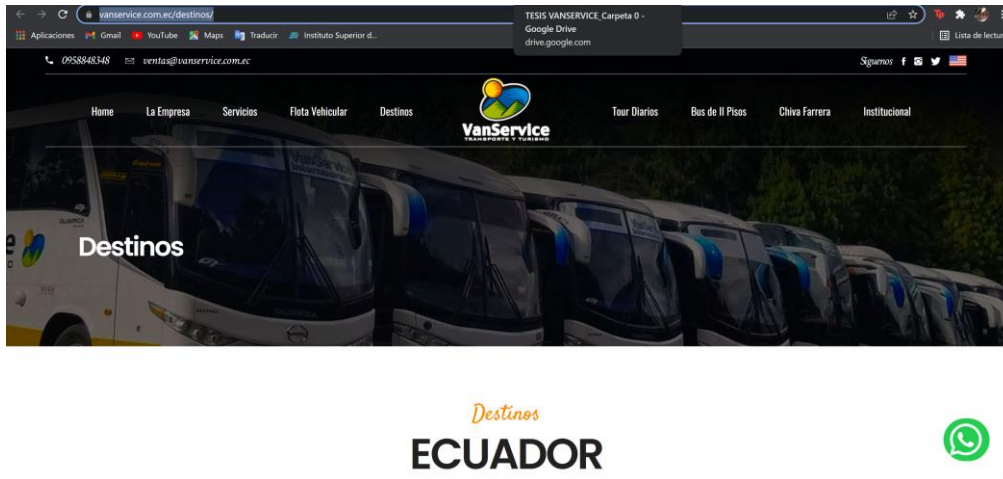 vanservice.com.ec/destinos/
TESIS VANSERVICE_Carpeta 0 -
Google Drive
drive.google.com
Aplicaciones Gmail YouTube Maps Traducir Instituto Superior d...
Lista de lectur
0958848348 ventas@vanservice.com.ec
Síguenos
Home La Empresa Servicios Flota Vehicular Destinos
VanService
TRANSPORTE Y TURISMO
Tour Diarios Bus de II Pisos Chiva Farrera Institucional
Destinos
Destinos
ECUADOR